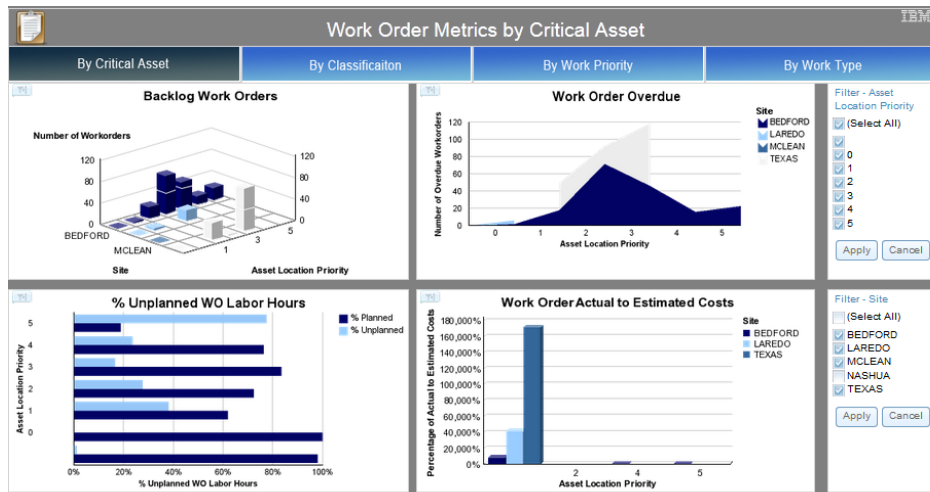 Work Order Metrics by Critical Asset
IBM
By Critical Asset
By Classificaiton
By Work Priority
By Work Type
Backlog Work Orders
Number of Workorders
120
80
40
0
120
80
40
0
BEDFORD
MCLEAN
1
3
5
Site
Asset Location Priority
Work Order Overdue
Number of Overdue Workorders
120
100
80
60
40
20
0
0
1
2
3
4
5
Asset Location Priority
Site
BEDFORD
LAREDO
MCLEAN
TEXAS
Filter - Asset
Location Priority
(Select All)
0
1
2
3
4
5
Apply
Cancel
% Unplanned WO Labor Hours
Asset Location Priority
5
4
3
2
1
0
0%
20%
40%
60%
80%
100%
% Unplanned WO Labor Hours
% Planned
% Unplanned
Work Order Actual to Estimated Costs
Percentage of Actual to Estimated Costs
180,000%
160,000%
140,000%
120,000%
100,000%
80,000%
60,000%
40,000%
20,000%
0%
2
4
5
Asset Location Priority
Site
BEDFORD
LAREDO
TEXAS
Filter - Site
(Select All)
BEDFORD
LAREDO
MCLEAN
NASHUA
TEXAS
Apply
Cancel